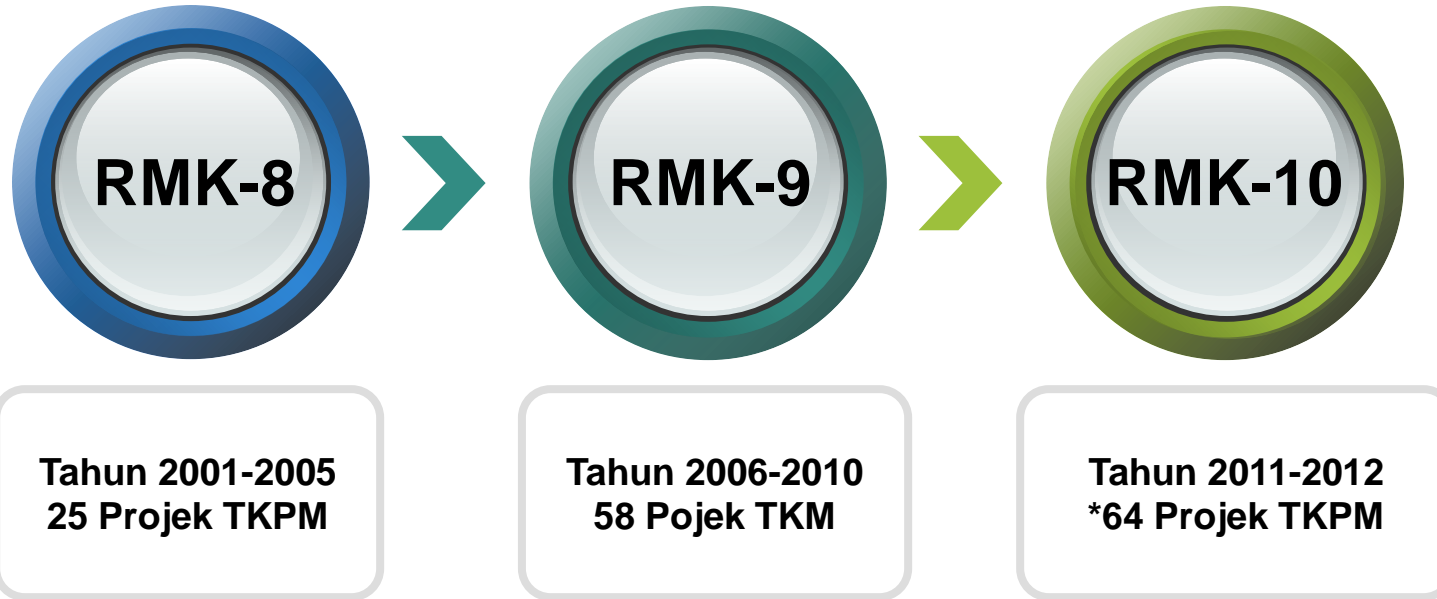 RMK-8
RMK-9
RMK-10
Tahun 2001-2005
25 Projek TKPM
Tahun 2006-2010
58 Pojek TKM
Tahun 2011-2012
*64 Projek TKPM